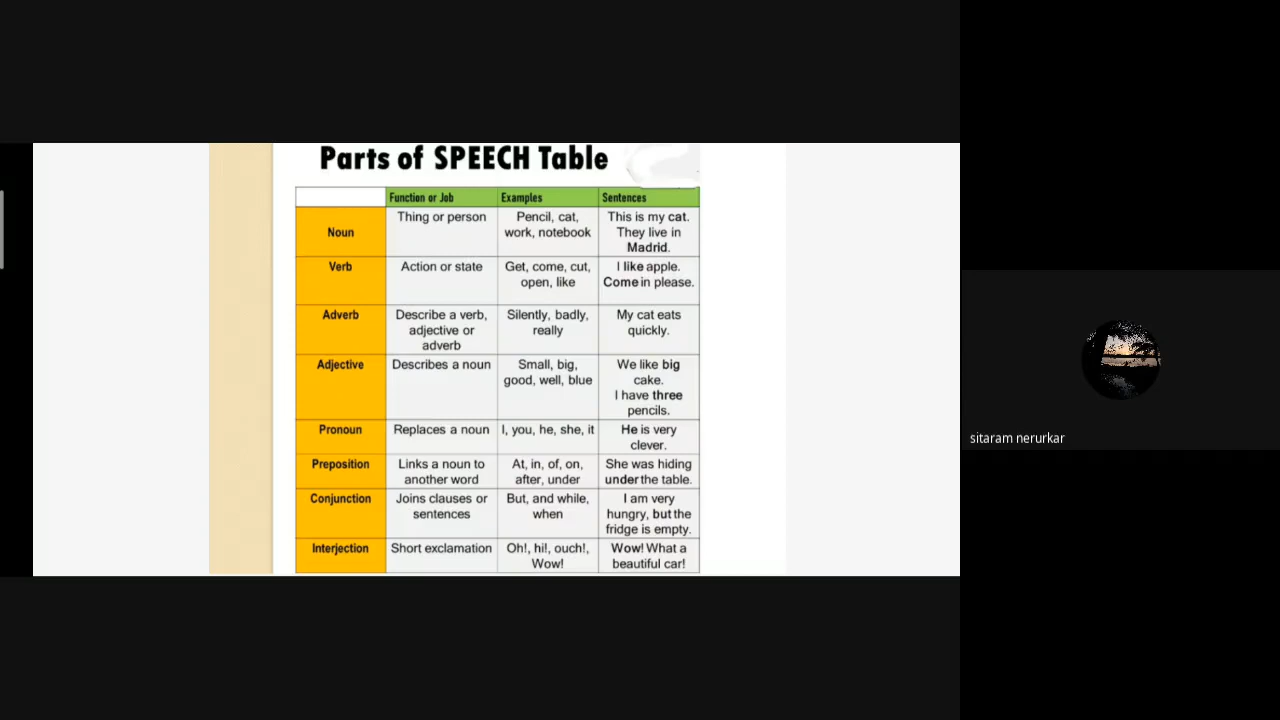 Parts of SPEECH Table
Function or Job Examples Sentences
Noun
Thing or person
Pencil, cat,
work, notebook
This is my cat.
They live in
Madrid.
Verb
Action or state
Get, come, cut,
open, like
I like apple.
Come in please.
Adverb
Describe a verb,
adjective or
adverb
Silently, badly,
really
My cat eats
quickly.
Adjective
Describes a noun
Small, big,
good, well, blue
We like big
cake.
I have three
pencils.
Pronoun
Replaces a noun
I, you, he, she, it
He is very
clever.
Preposition
Links a noun to
another word
At, in, of, on,
after, under
She was hiding
under the table.
Conjunction
Joins clauses or
sentences
But, and while,
when
I am very
hungry, but the
fridge is empty.
Interjection
Short exclamation
Oh!, hi!, ouch!,
Wow!
Wow! What a
beautiful car!
sitaram nerurkar